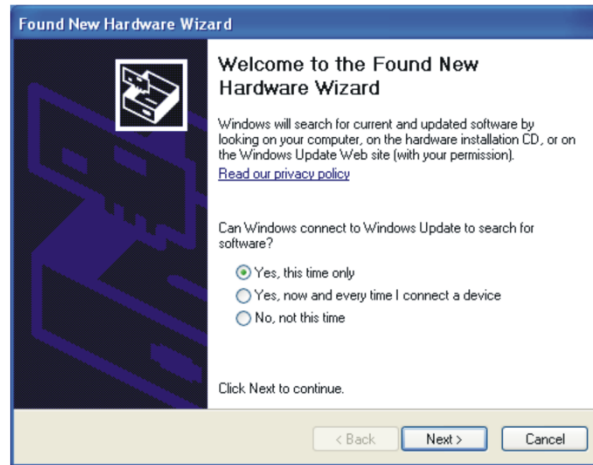 Found New Hardware Wizard
Welcome to the Found New
Hardware Wizard
Windows will search for current and updated software by
looking on your computer, on the hardware installation CD, or on
the Windows Update Web site (with your permission).
Read our privacy policy
Can Windows connect to Windows Update to search for
software?
Yes, this time only
Yes, now and every time I connect a device
No, not this time
Click Next to continue.
< Back
Next >
Cancel